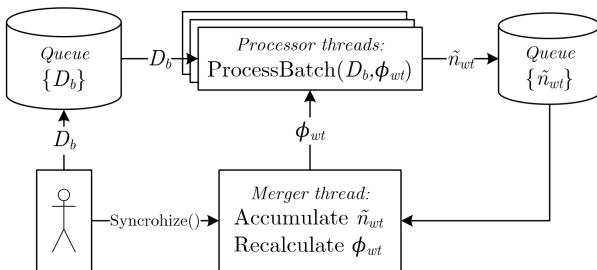 Queue
{D_b}
D_b
Processor threads:
ProcessBatch(D_b,ϕ_wt)
ñ_wt
Queue
{ñ_wt}
D_b
ϕ_wt
Syncrohize()
Merger thread:
Accumulate ñ_wt
Recalculate ϕ_wt